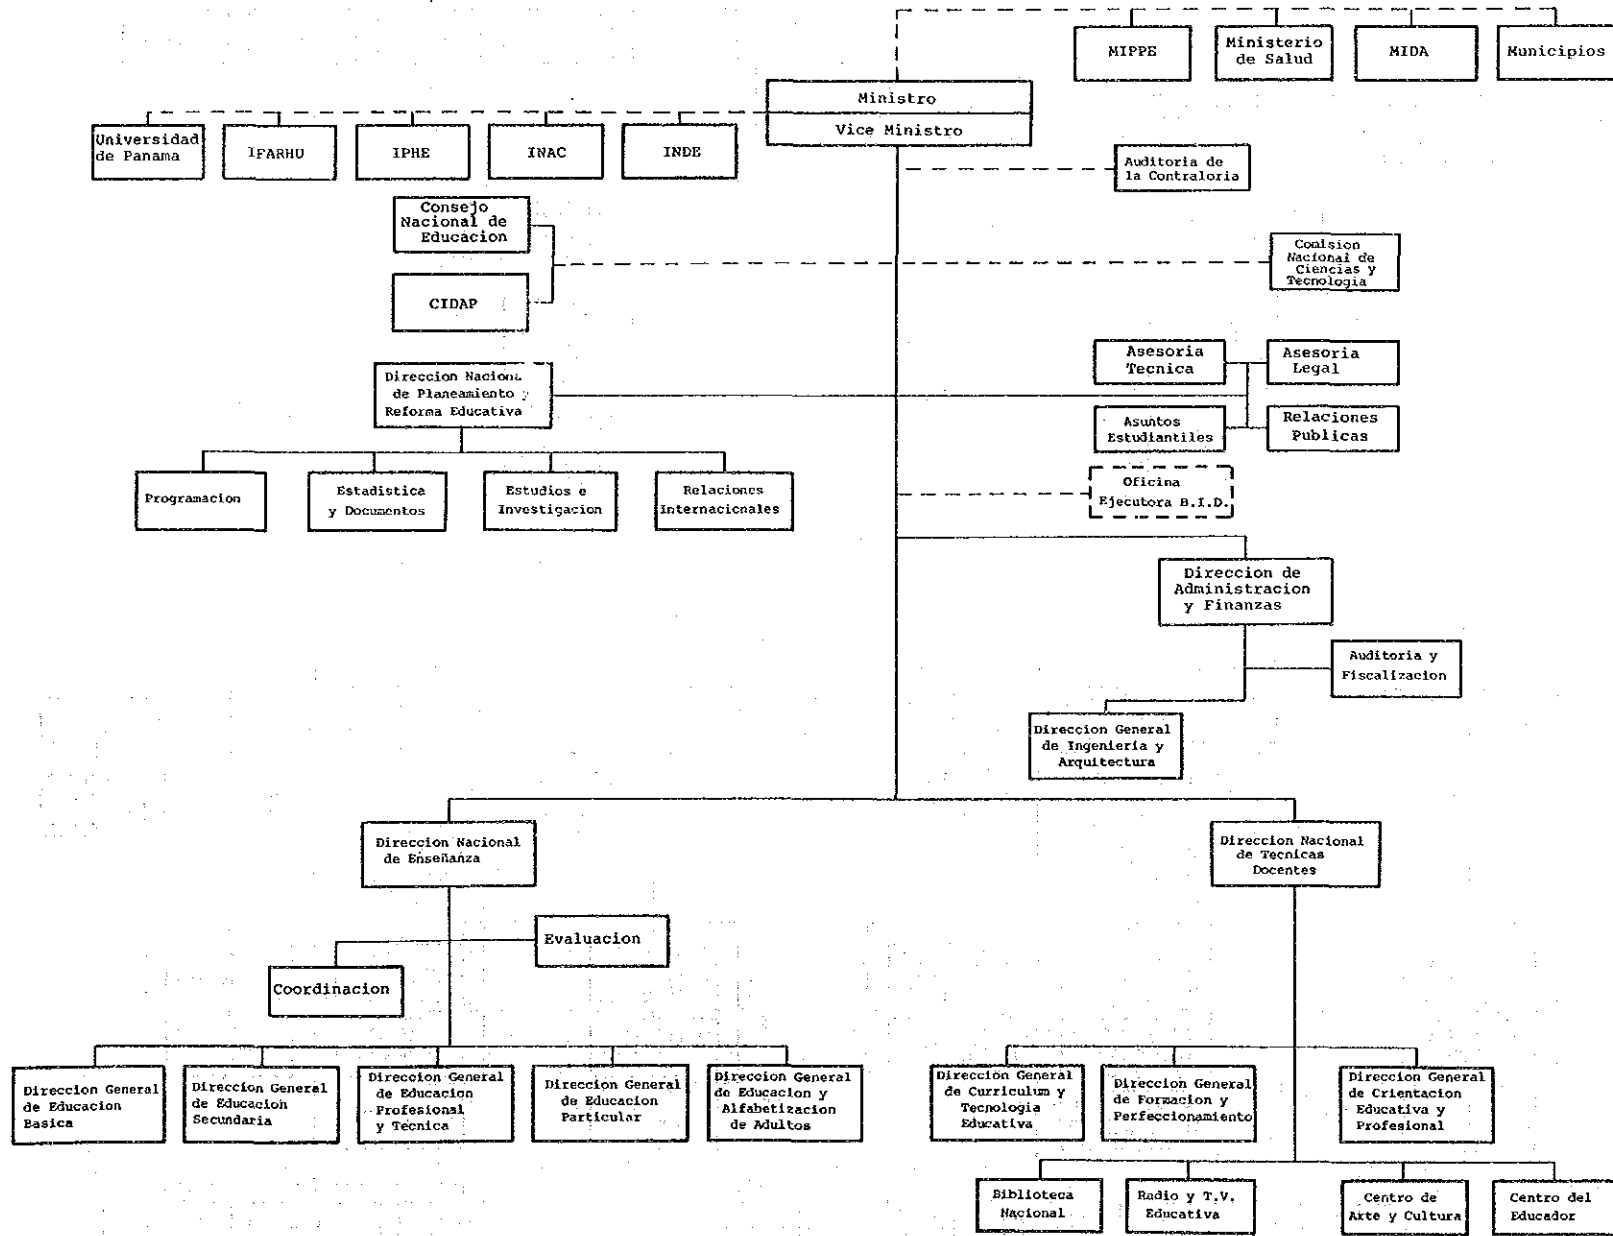 MIPPE
Ministerio
de Salud
MIDA
Municipios
Ministro
Vice Ministro
Universidad
de Panama
IFARHU
IPHE
INAC
INDE
Auditoria de
la Contraloria
Consejo
Nacional de
Educacion
CIDAP
Comision
Nacional de
Ciencias y
Tecnologia
Direccion Naciona
de Planeamiento y
Reforma Educativa
Asesoria
Tecnica
Asesoria
Legal
Asuntos
Estudiantiles
Relaciones
Publicas
Programacion
Estadistica
y Documentos
Estudios e
Investigacion
Relaciones
Internacionales
Oficina
Ejecutora B.I.D.
Direccion de
Administracion
y Finanzas
Auditoria y
Fiscalizacion
Direccion General
de Ingenieria y
Arquitectura
Direccion Nacional
de Enseñanza
Direccion Nacional
de Tecnicas
Docentes
Evaluacion
Coordinacion
Direccion General
de Educacion
Basica
Direccion General
de Educacion
Secundaria
Direccion General
de Educacion
Profesional
y Tecnica
Direccion General
de Educacion
Particular
Direccion General
de Educacion y
Alfabetizacion
de Adultos
Direccion General
de Curriculum y
Tecnologia
Educativa
Direccion General
de Formacion y
Perfeccionamiento
Direccion General
de Crientacion
Educativa y
Profesional
Biblioteca
Nacional
Radio y T.V.
Educativa
Centro de
Arte y Cultura
Centro del
Educador